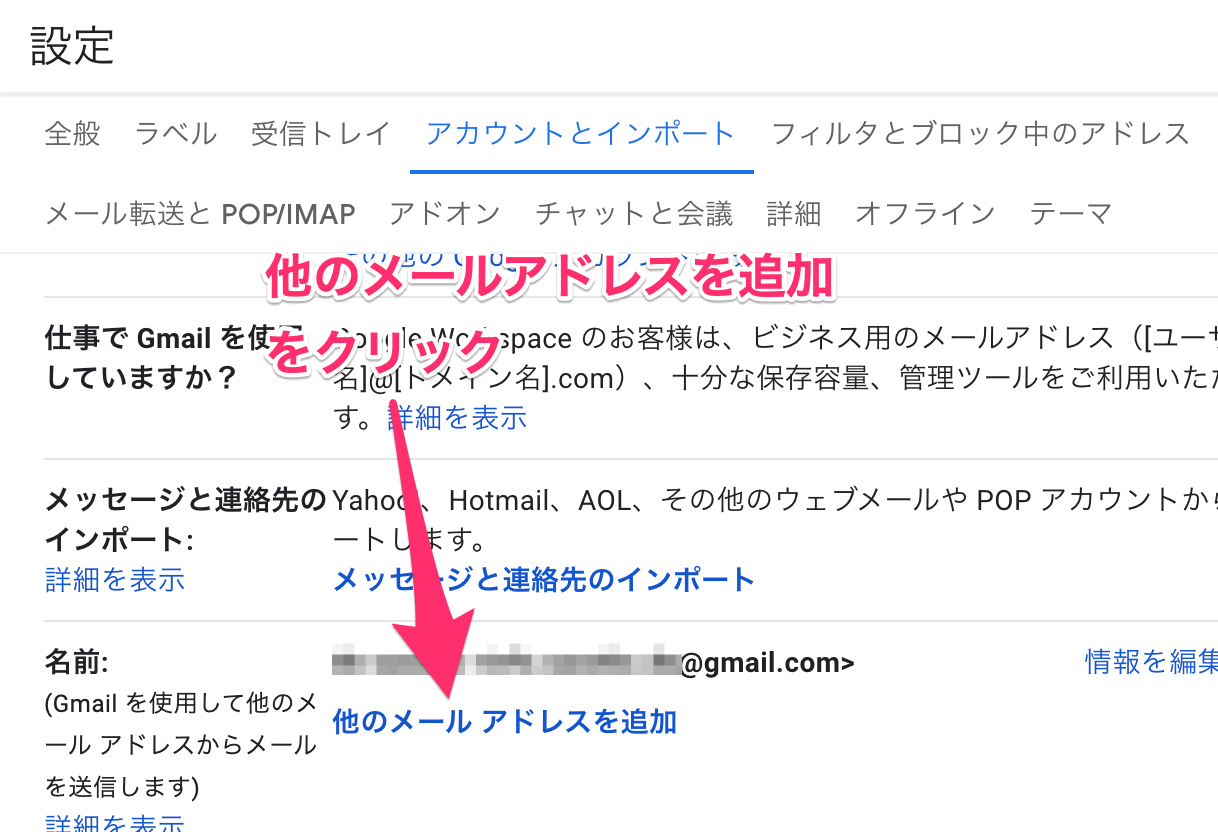 設定
全般 ラベル 受信トレイ アカウントとインポート フィルタとブロック中のアドレス
メール転送と POP/IMAP アドオン チャットと会議 詳細 オフライン テーマ
他のメールアドレスを追加
をクリック
仕事で Gmail を使用
していますか？
Google Workspace のお客様は、ビジネス用のメールアドレス（[ユーザ
名]@[ドメイン名].com）、十分な保存容量、管理ツールをご利用いただ
す。詳細を表示
メッセージと連絡先の
インポート:
詳細を表示
Yahoo!、Hotmail、AOL、その他のウェブメールや POP アカウントから
ートします。
メッセージと連絡先のインポート
名前:
(Gmail を使用して他のメ
ール アドレスからメール
を送信します)
詳細を表示
@gmail.com>
情報を編集
他のメール アドレスを追加